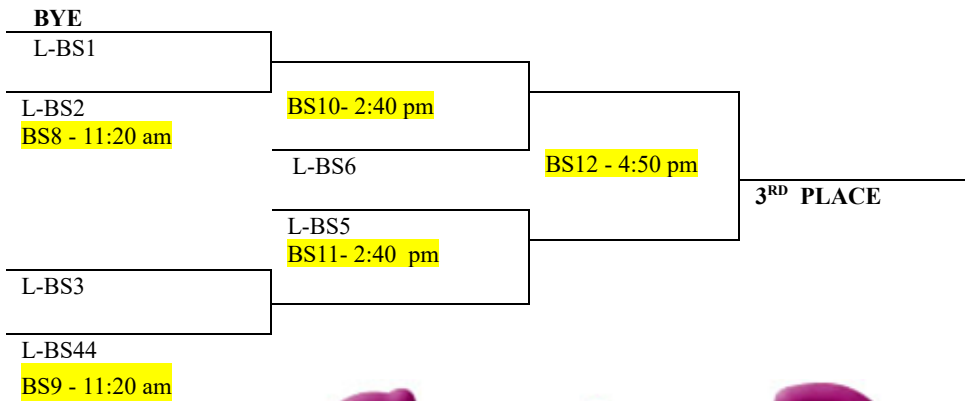 BYE
L-BS1
L-BS2
BS8 - 11:20 am
BS10- 2:40 pm
L-BS6
BS12 - 4:50 pm
3RD PLACE
L-BS5
BS11- 2:40 pm
L-BS3
L-BS44
BS9 - 11:20 am